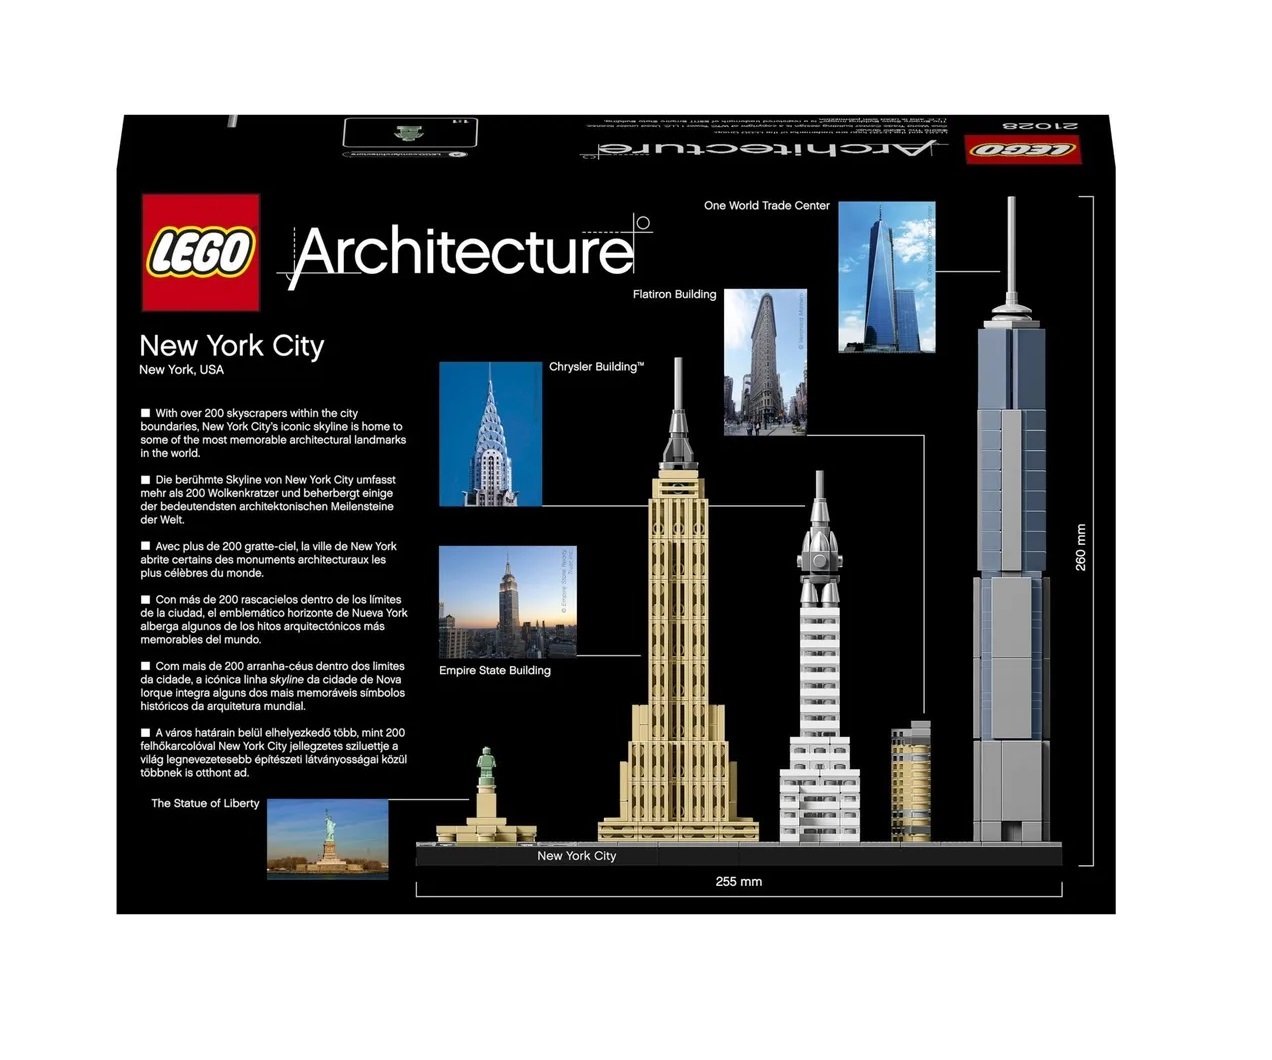 21028
Architecture
LEGO
LEGO
Architecture
New York City
New York, USA
■ With over 200 skyscrapers within the city
boundaries, New York City's iconic skyline is home to
some of the most memorable architectural landmarks
in the world.
■ Die berühmte Skyline von New York City umfasst
mehr als 200 Wolkenkratzer und beherbergt einige
der bedeutendsten architektonischen Meilensteine
der Welt.
■ Avec plus de 200 gratte-ciel, la ville de New York
abrite certains des monuments architecturaux les
plus célèbres du monde.
■ Con más de 200 rascacielos dentro de los límites
de la ciudad, el emblemático horizonte de Nueva York
alberga algunos de los hitos arquitectónicos más
memorables del mundo.
■ Com mais de 200 arranha-céus dentro dos limites
da cidade, a icónica linha skyline da cidade de Nova
Iorque integra alguns dos mais memoráveis símbolos
históricos da arquitetura mundial.
■ A város határain belül elhelyezkedő több, mint 200
felhőkarcolóval New York City jellegzetes sziluettje a
világ legnevezetesebb építészeti látványosságai közül
többnek is otthont ad.
One World Trade Center
Flatiron Building
Chrysler Building™
Empire State Building
The Statue of Liberty
New York City
255 mm
260 mm